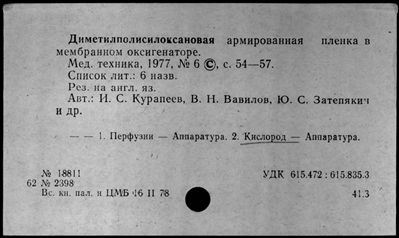 Диметилполисилоксановая армированная пленка в
мембранном оксигенаторе.
Мед. техника, 1977, № 6 ©, с. 54—57.
Список лит.: 6 назв.
Рез. на англ. яз.
Авт.: И. С. Курапеев, В. Н. Вавилов, Ю. С. Затепякич
и др.
— — 1. Перфузии — Аппаратура. 2. Кислород — Аппаратура.
№ 18811 УДК 615.472 : 615.835.3
62 № 2398
Вс. кн. пал. и ЦМБ 16 II 78 41.3